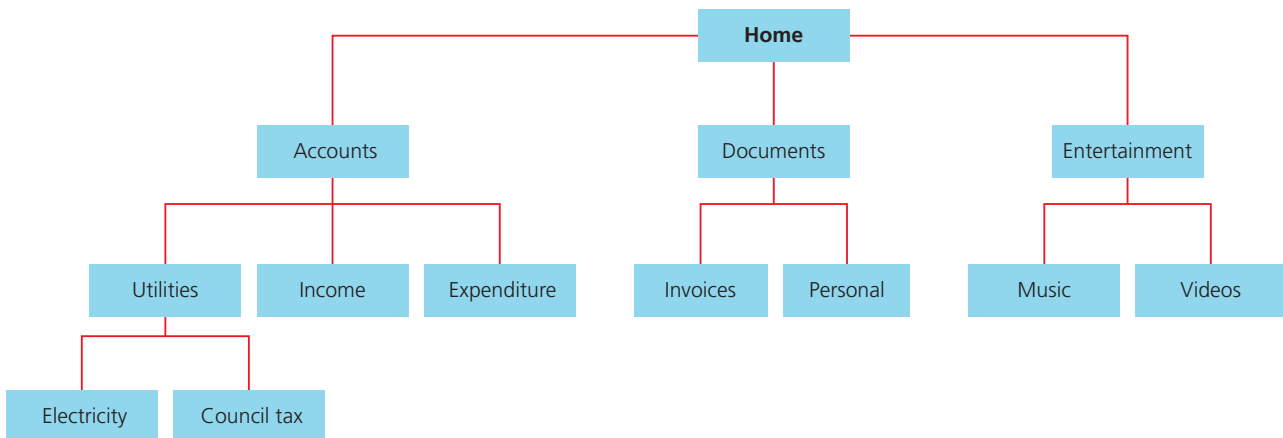 Home
Accounts
Documents
Entertainment
Utilities
Income
Expenditure
Invoices
Personal
Music
Videos
Electricity
Council tax